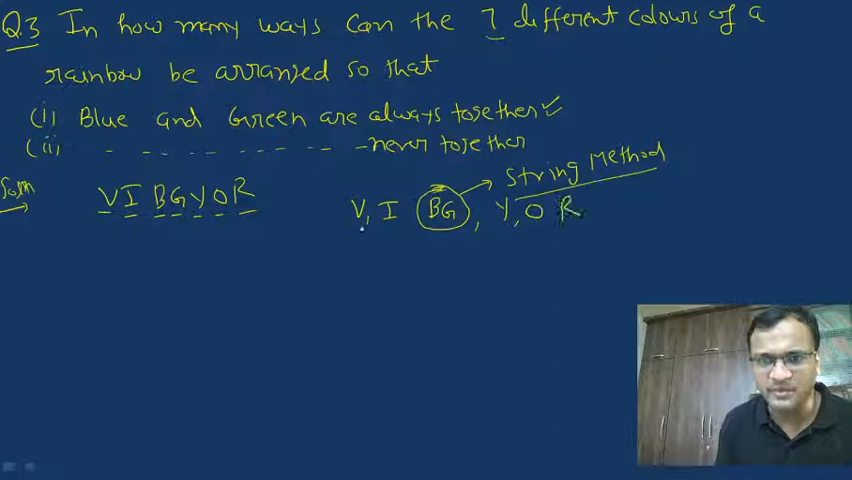 Q.3 In how many ways can the 7 different colours of a
rainbow be arranged so that
(i) Blue and Green are always together ✓
(ii) - - - - - - - - - - - never together
Soln → VIBGYOR
String Method
V, I BG, Y, O R